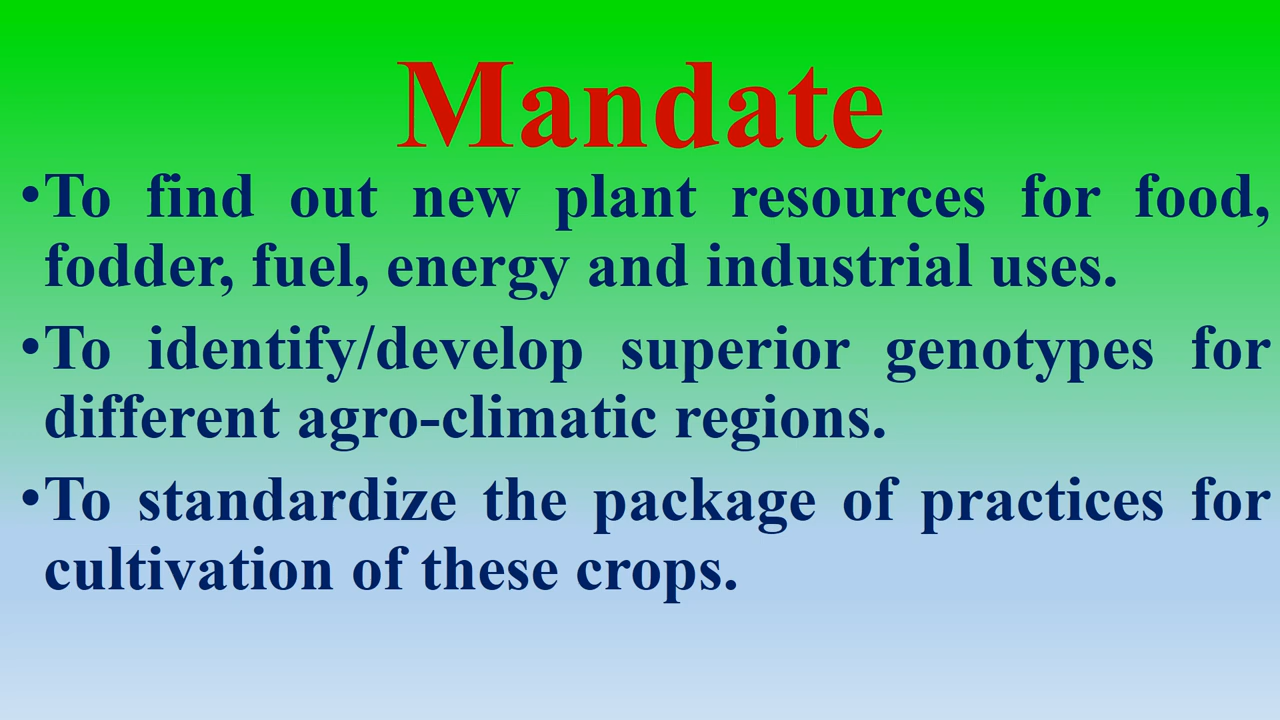 Mandate
•To find out new plant resources for food,
fodder, fuel, energy and industrial uses.
•To identify/develop superior genotypes for
different agro-climatic regions.
•To standardize the package of practices for
cultivation of these crops.